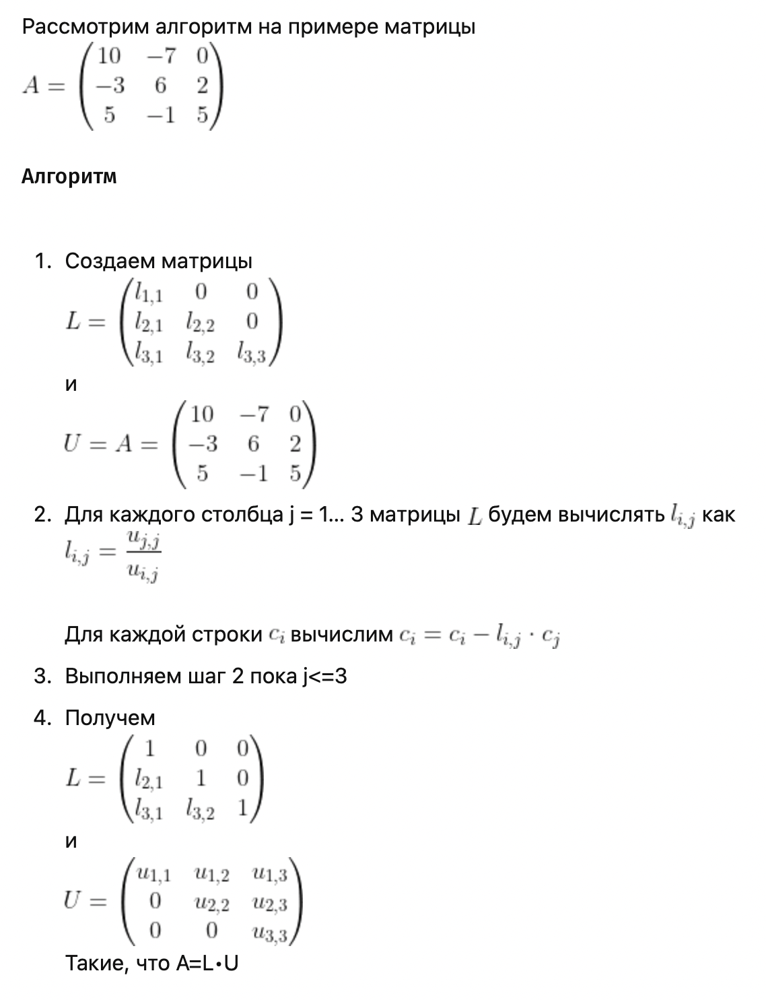 Рассмотрим алгоритм на примере матрицы
A = \begin{pmatrix} 10 & -7 & 0 \\ -3 & 6 & 2 \\ 5 & -1 & 5 \end{pmatrix}
Алгоритм
1. Создаем матрицы
L = \begin{pmatrix} l_{1,1} & 0 & 0 \\ l_{2,1} & l_{2,2} & 0 \\ l_{3,1} & l_{3,2} & l_{3,3} \end{pmatrix}
и
U = A = \begin{pmatrix} 10 & -7 & 0 \\ -3 & 6 & 2 \\ 5 & -1 & 5 \end{pmatrix}
2. Для каждого столбца j = 1... 3 матрицы L будем вычислять l_{i,j} как
l_{i,j} = \frac{u_{j,j}}{u_{i,j}}
Для каждой строки c_i вычислим c_i = c_i - l_{i,j} · c_j
3. Выполняем шаг 2 пока j<=3
4. Получем
L = \begin{pmatrix} 1 & 0 & 0 \\ l_{2,1} & 1 & 0 \\ l_{3,1} & l_{3,2} & 1 \end{pmatrix}
и
U = \begin{pmatrix} u_{1,1} & u_{1,2} & u_{1,3} \\ 0 & u_{2,2} & u_{2,3} \\ 0 & 0 & u_{3,3} \end{pmatrix}
Такие, что A=L•U